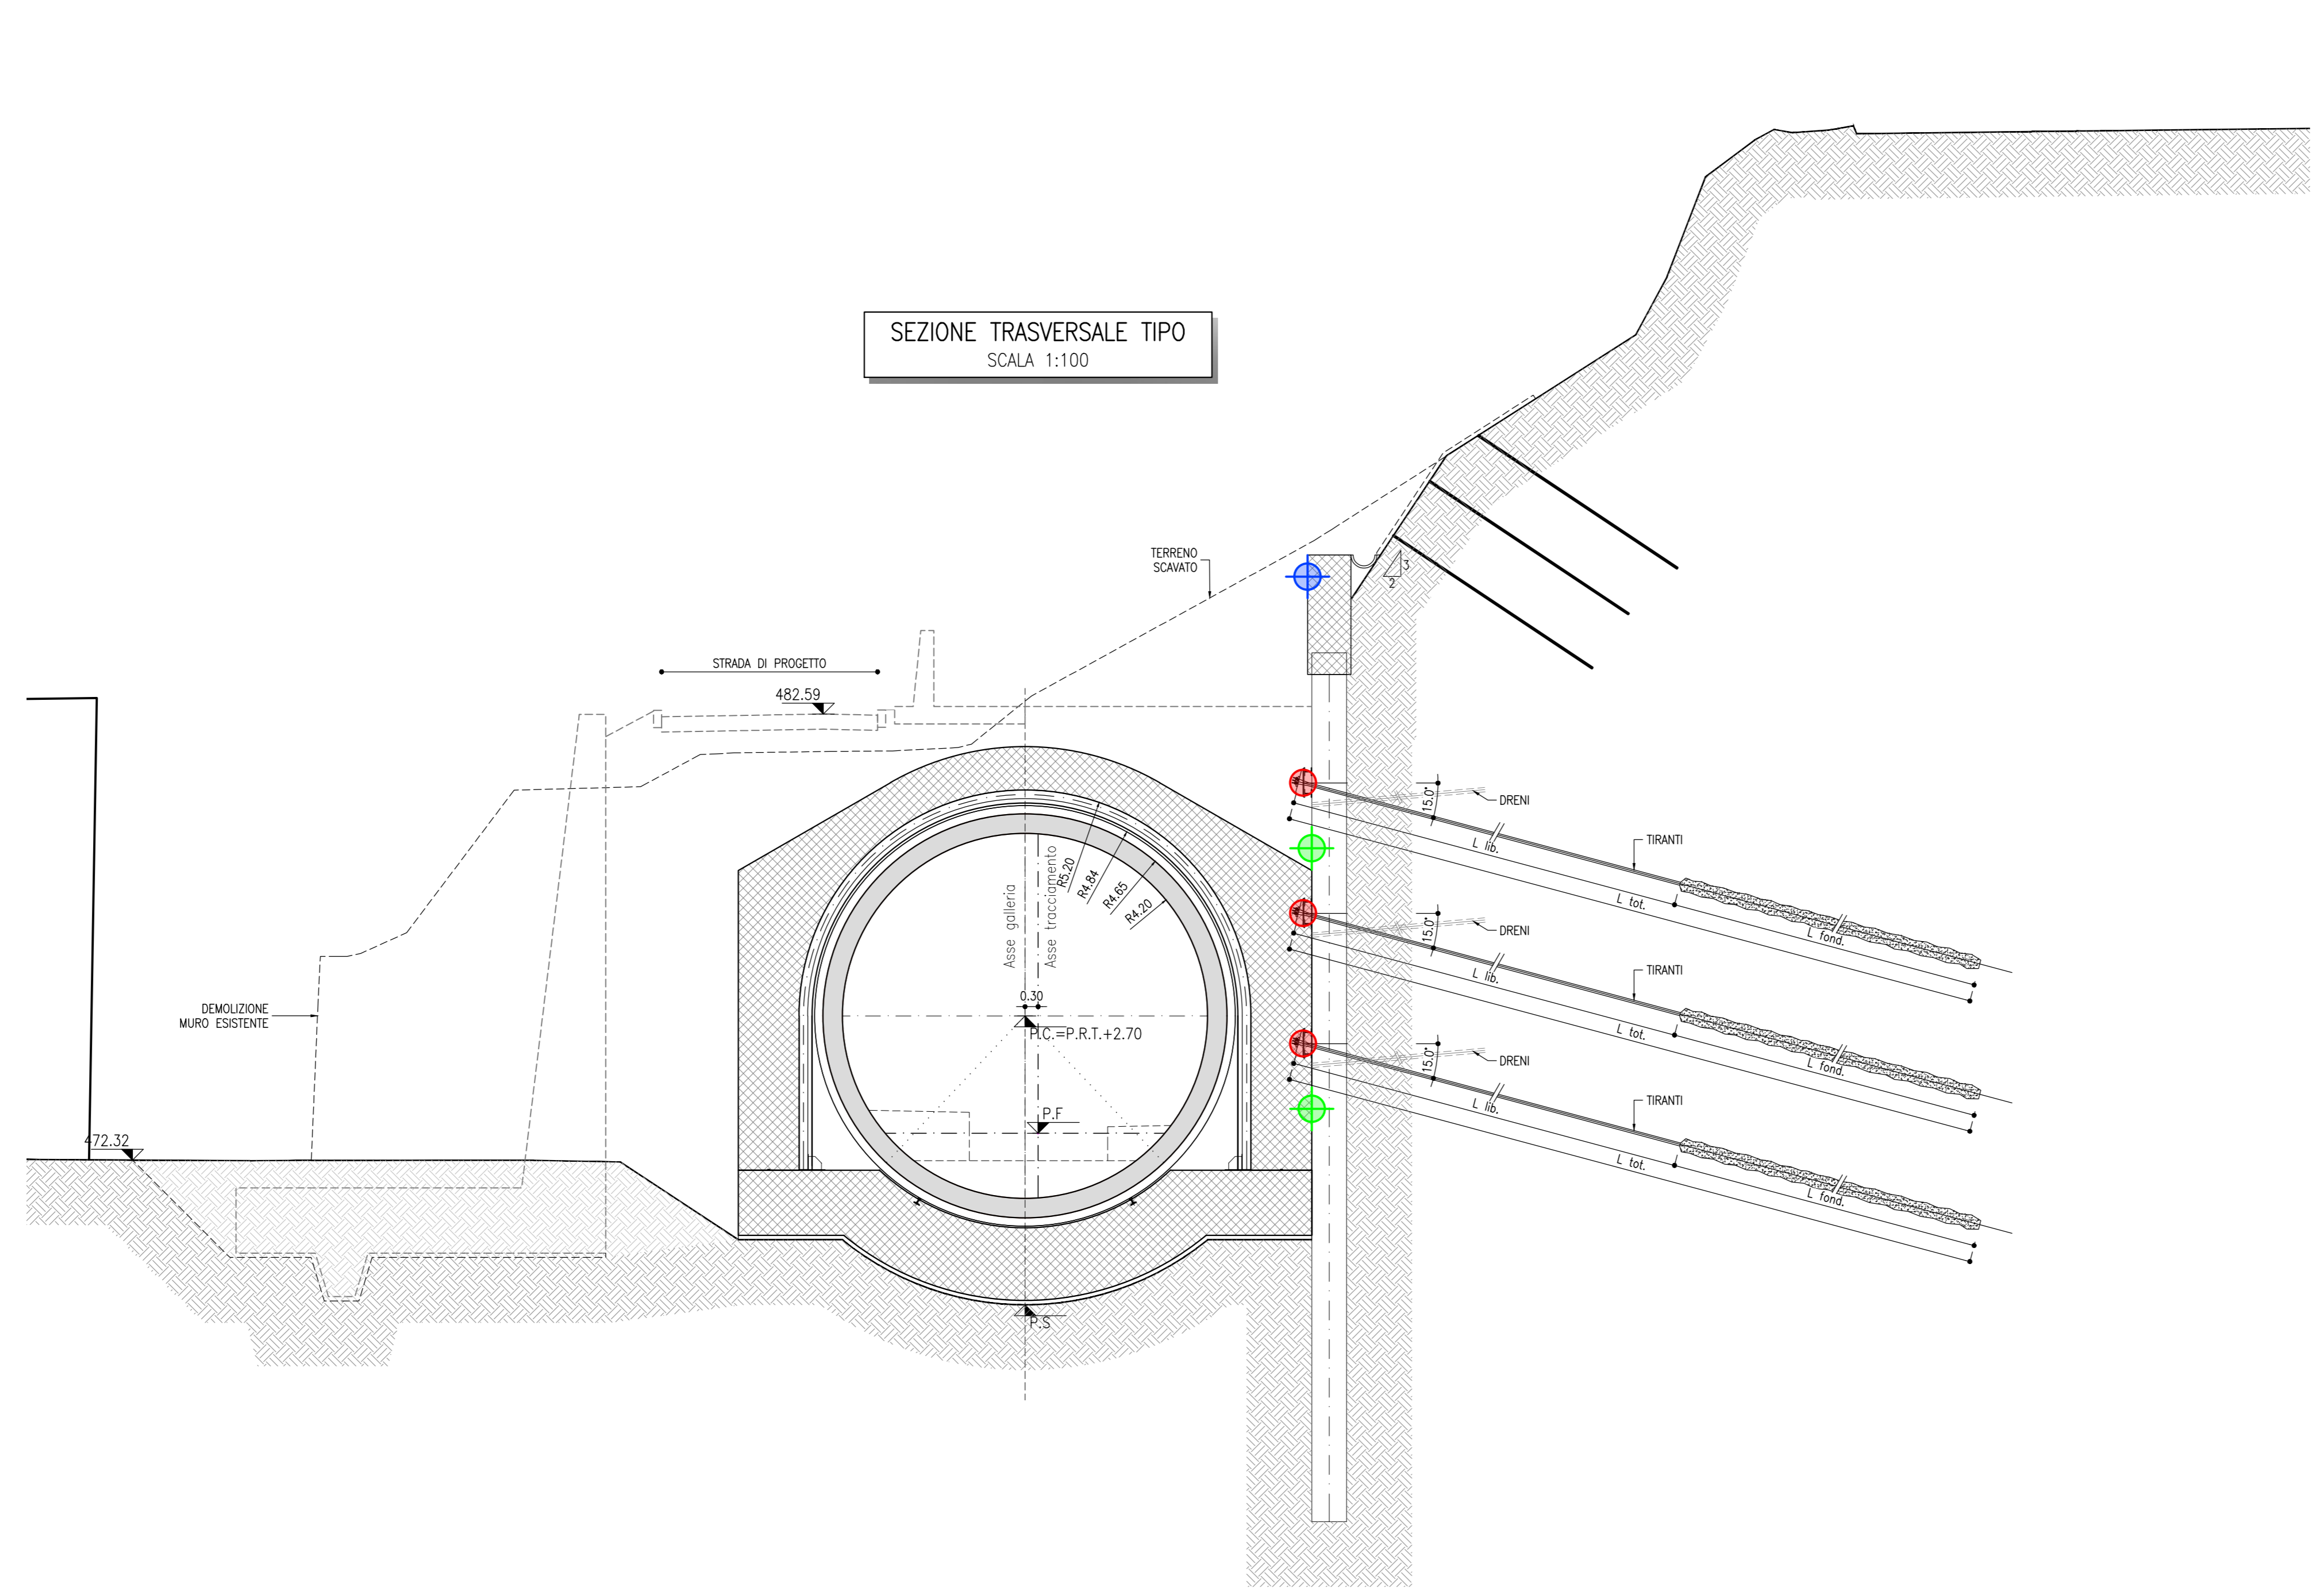 SEZIONE TRASVERSALE TIPO
SCALA 1:100
TERRENO
SCAVATO
3
2
STRADA DI PROGETTO
482.59
15.0°
DRENI
TIRANTI
L lib.
L tot.
L fond.
R5.20
R4.84
R4.65
R4.20
Asse galleria
Asse tracciamento
15.0°
DRENI
TIRANTI
L lib.
L tot.
L fond.
0.30
DEMOLIZIONE
MURO ESISTENTE
P.C.=P.R.T.+2.70
15.0°
DRENI
TIRANTI
L lib.
L tot.
L fond.
P.F
472.32
P.S